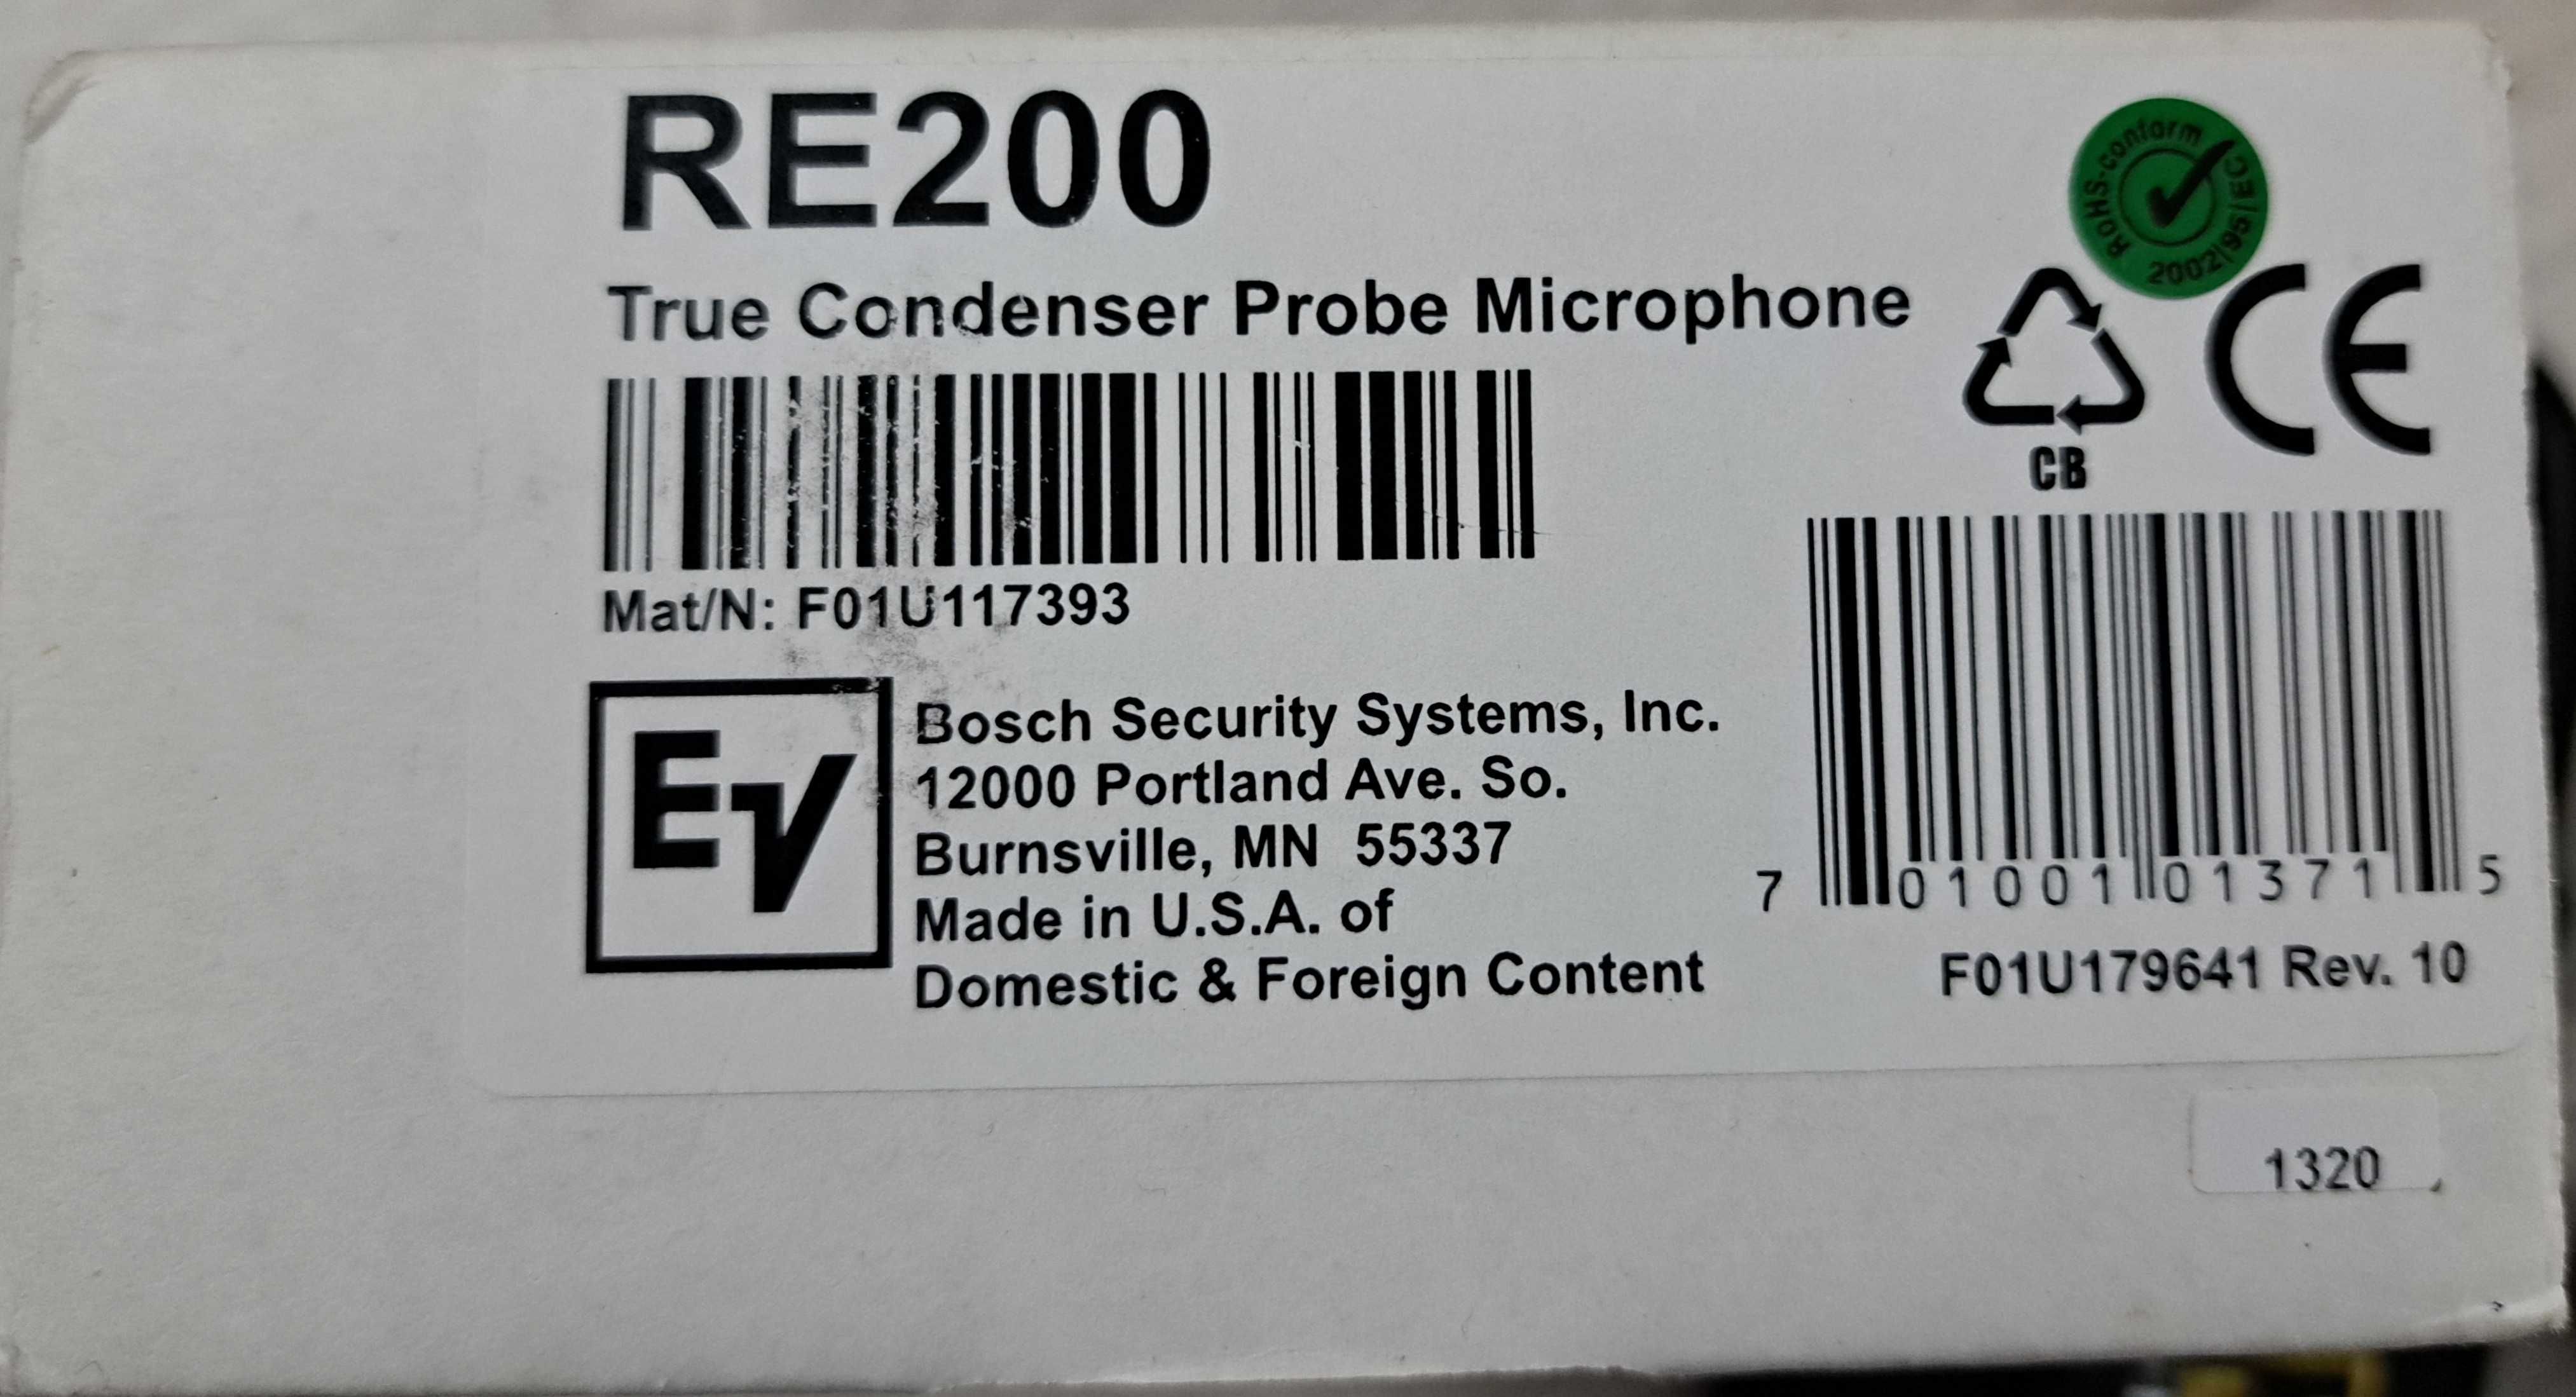 RE200
RoHS-conform
2002/95/EC
True Condenser Probe Microphone
CE
CB
Mat/N: F01U117393
EV
Bosch Security Systems, Inc.
12000 Portland Ave. So.
Burnsville, MN  55337
Made in U.S.A. of
Domestic & Foreign Content
7 01001 01371 5
F01U179641 Rev. 10
1320